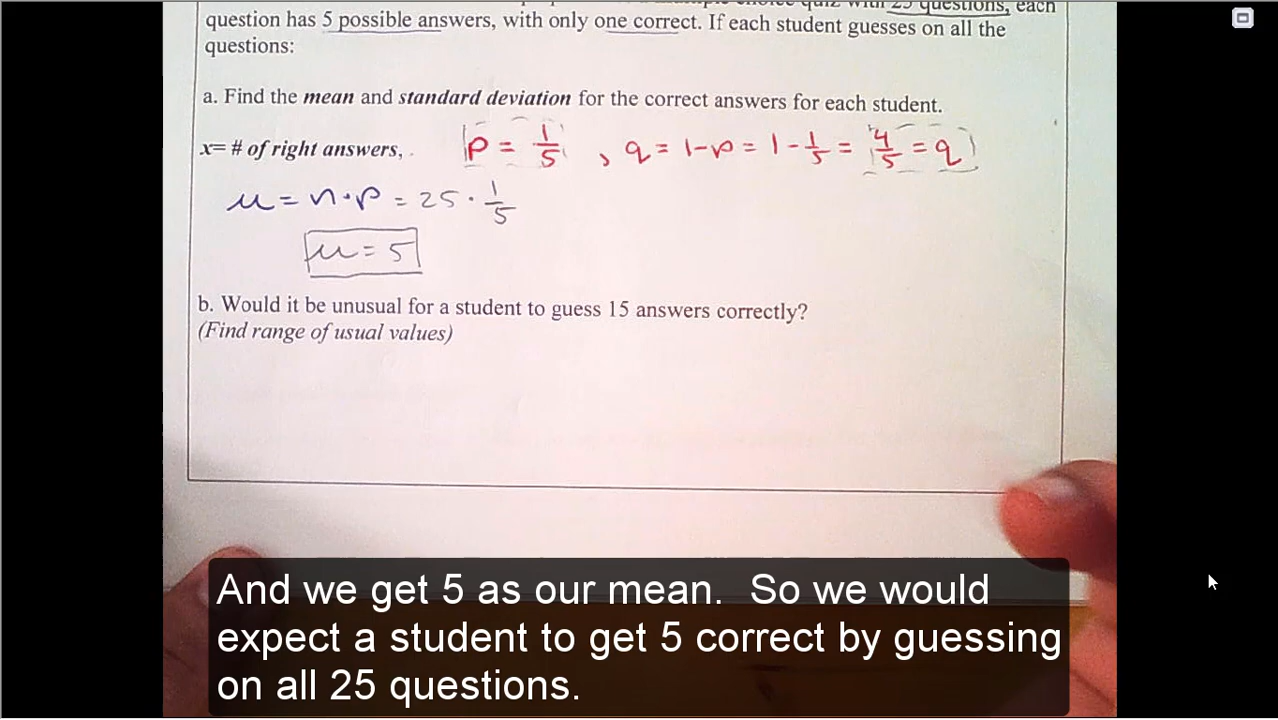 with 25 questions, each
question has 5 possible answers, with only one correct. If each student guesses on all the
questions:
a. Find the mean and standard deviation for the correct answers for each student.
x= # of right answers, p = 1/5 , q = 1-p = 1 - 1/5 = 4/5 = q
μ = n·p = 25 · 1/5
μ = 5
b. Would it be unusual for a student to guess 15 answers correctly?
(Find range of usual values)
And we get 5 as our mean. So we would
expect a student to get 5 correct by guessing
on all 25 questions.